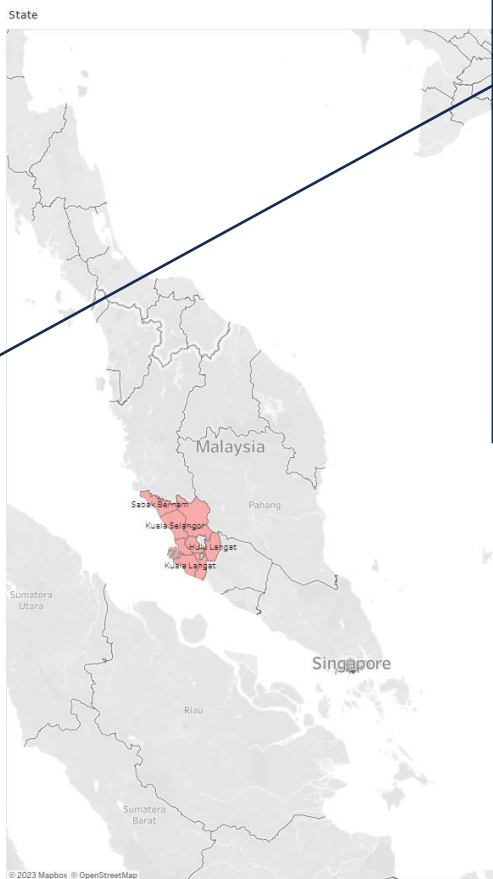 State
Malaysia
Sabak Bernam
Pahang
Kuala Selangor
Hulu Langat
Kuala Langat
Sumatera
Utara
Singapore
Riau
Sumatera
Barat
© 2023 Mapbox © OpenStreetMap